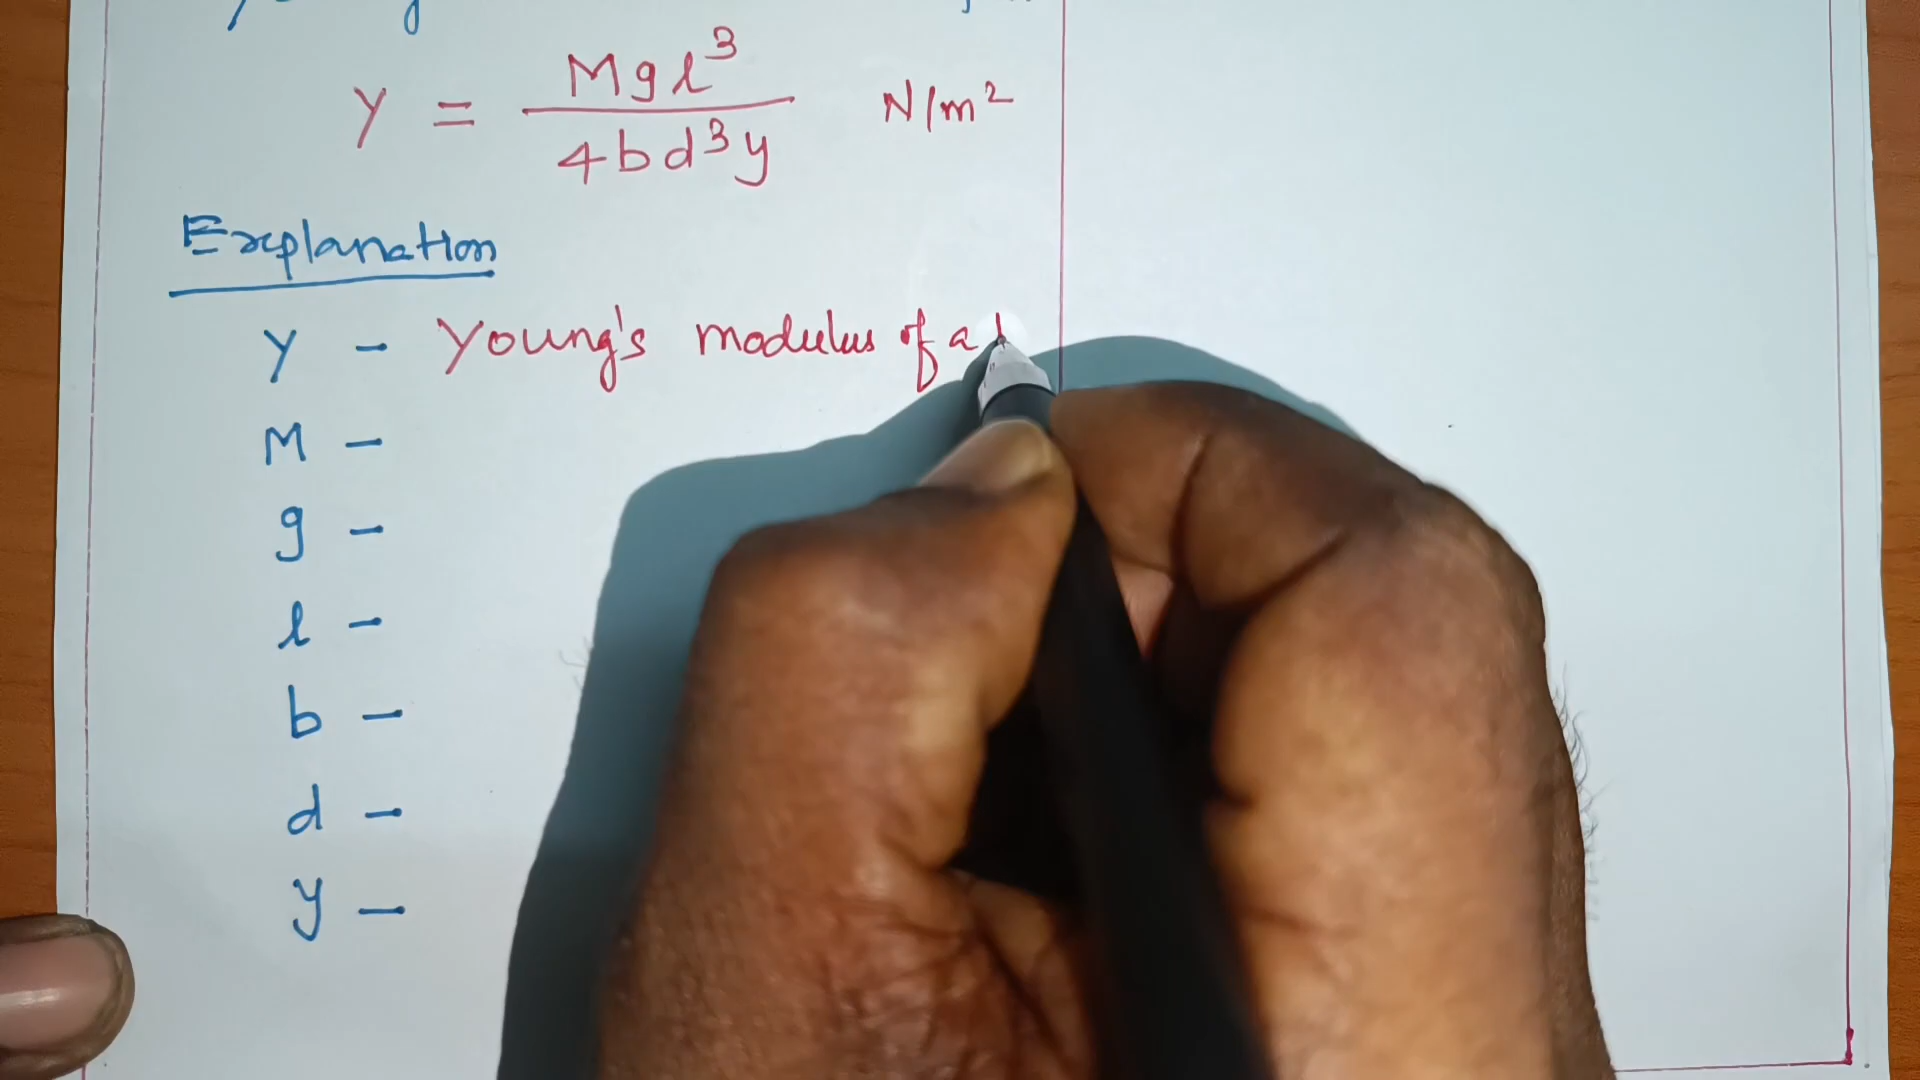 Y = Mgl³ / 4bd³y N/m²
Explanation
Y - Young's modulus of a
M -
g -
l -
b -
d -
y -